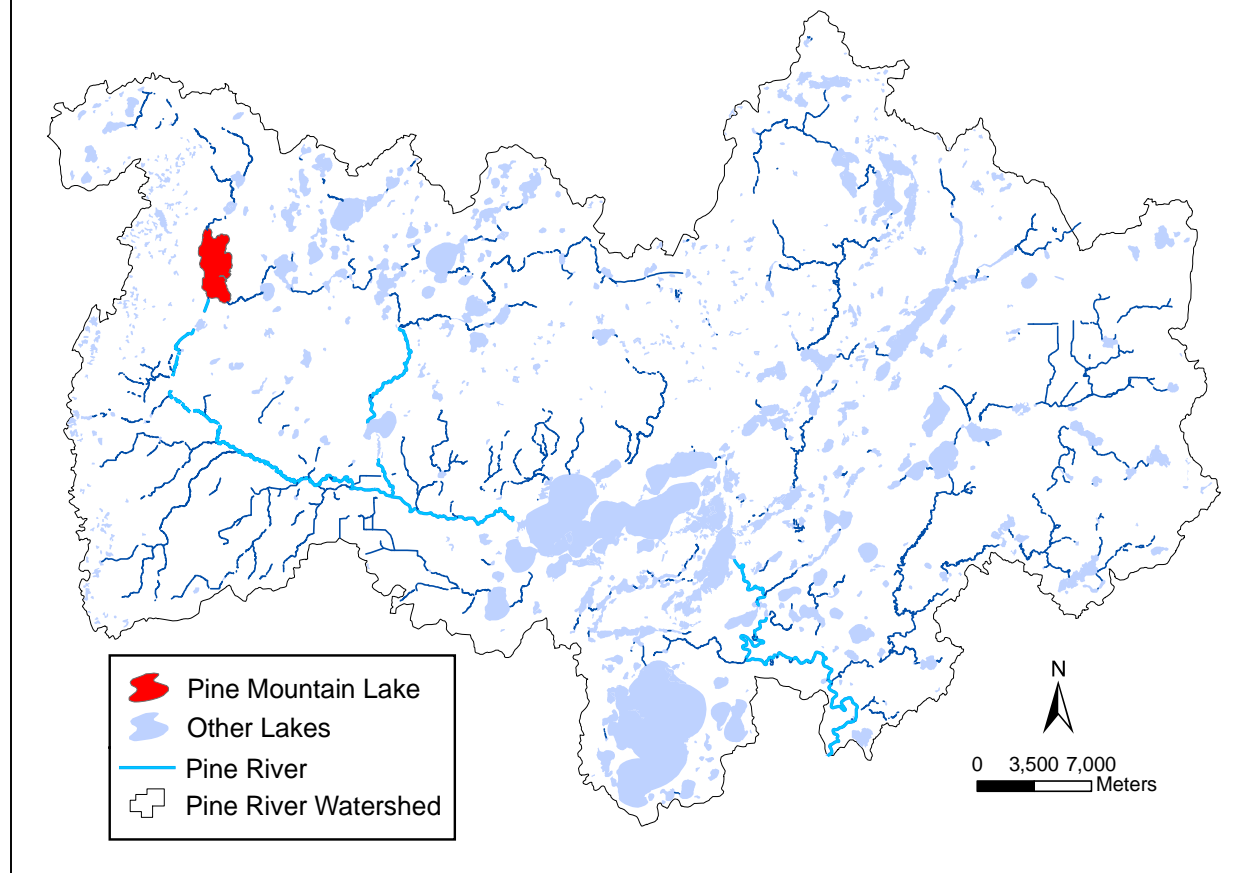 Pine Mountain Lake
Other Lakes
Pine River
Pine River Watershed
N
0 3,500 7,000
Meters